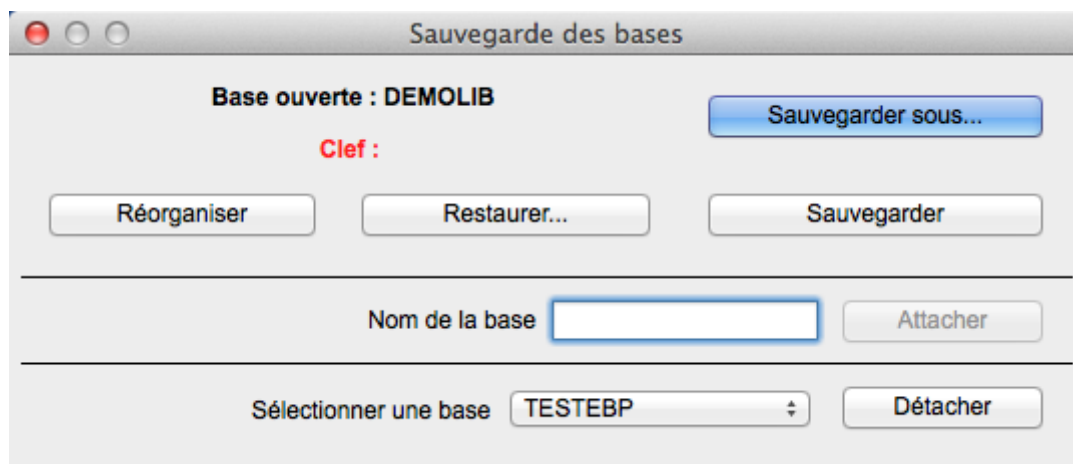 Sauvegarde des bases
Base ouverte : DEMOLIB
Sauvegarder sous...
Clef :
Réorganiser
Restaurer...
Sauvegarder
Nom de la base
Attacher
Sélectionner une base
TESTEBP
Détacher